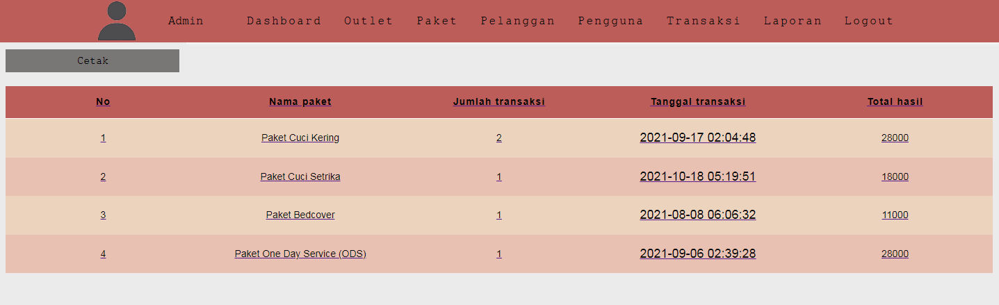 Admin Dashboard Outlet Paket Pelanggan Pengguna Transaksi Laporan Logout
Cetak
No Nama paket Jumlah transaksi Tanggal transaksi Total hasil
1 Paket Cuci Kering 2 2021-09-17 02:04:48 28000
2 Paket Cuci Setrika 1 2021-10-18 05:19:51 18000
3 Paket Bedcover 1 2021-08-08 06:06:32 11000
4 Paket One Day Service (ODS) 1 2021-09-06 02:39:28 28000